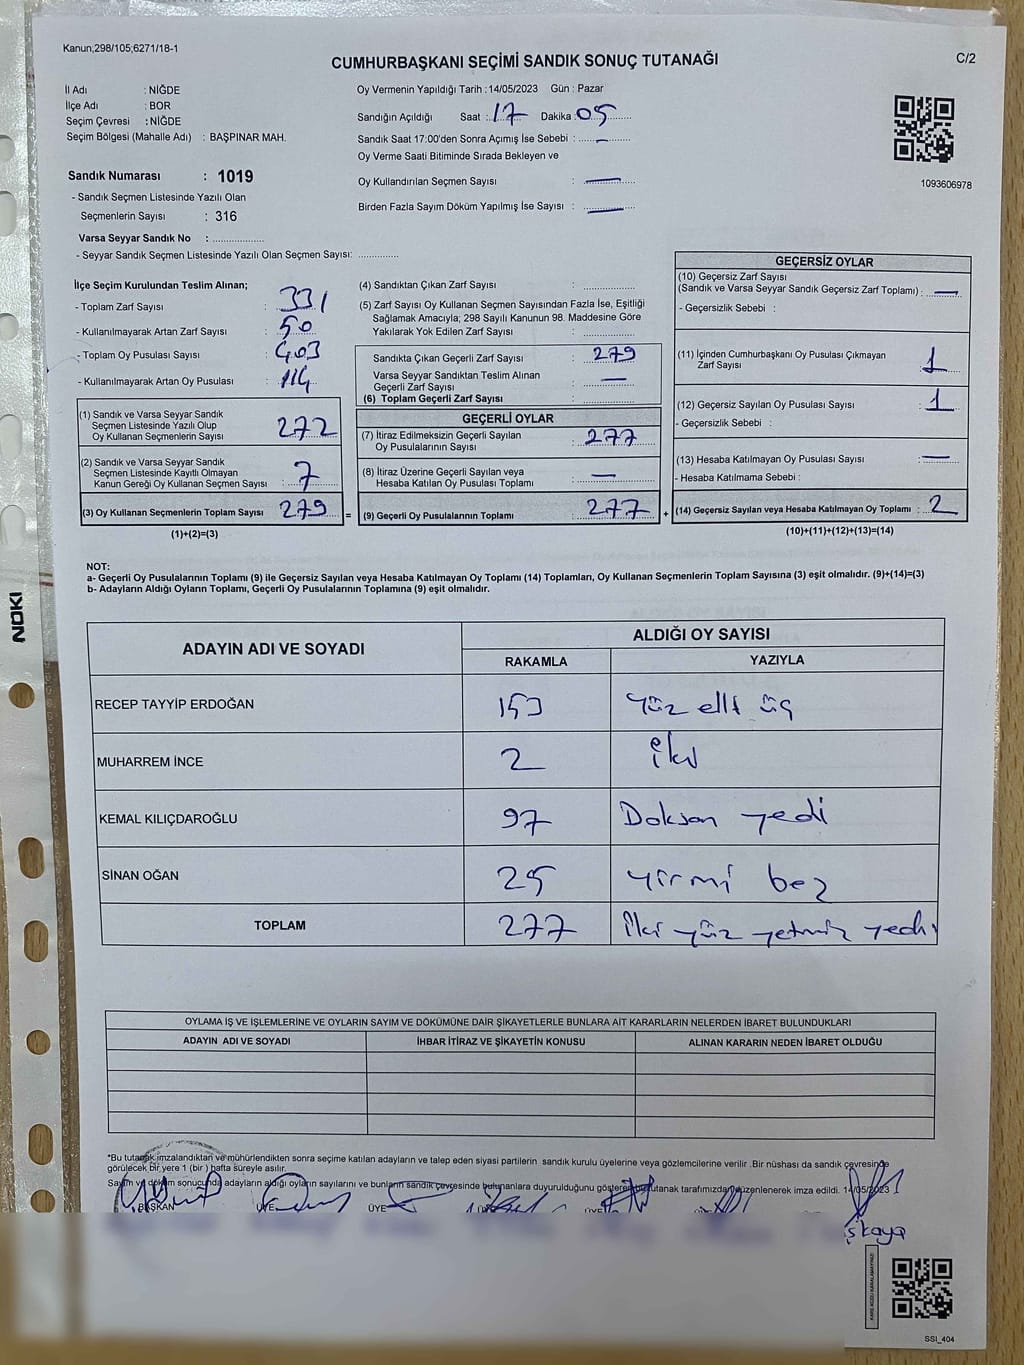 Kanun;298/105;6271/18-1
CUMHURBAŞKANI SEÇİMİ SANDIK SONUÇ TUTANAĞI
C/2
İl Adı : NİĞDE
İlçe Adı : BOR
Seçim Çevresi : NİĞDE
Seçim Bölgesi (Mahalle Adı) : BAŞPINAR MAH.
Sandık Numarası : 1019
- Sandık Seçmen Listesinde Yazılı Olan
Seçmenlerin Sayısı : 316
Varsa Seyyar Sandık No : ...................
- Seyyar Sandık Seçmen Listesinde Yazılı Olan Seçmen Sayısı: ..............
Oy Vermenin Yapıldığı Tarih : 14/05/2023 Gün : Pazar
Sandığın Açıldığı Saat : 17 Dakika : 05
Sandık Saat 17:00'den Sonra Açmış İse Sebebi : —
Oy Verme Saati Bitiminde Sırada Bekleyen ve
Oy Kullandırılan Seçmen Sayısı : —
Birden Fazla Sayım Döküm Yapılmış İse Sayısı : —
1093606978
İlçe Seçim Kurulundan Teslim Alınan;
- Toplam Zarf Sayısı : 331
- Kullanılmayarak Artan Zarf Sayısı : 50
- Toplam Oy Pusulası Sayısı : 403
- Kullanılmayarak Artan Oy Pusulası : 114
(1) Sandık ve Varsa Seyyar Sandık
Seçmen Listesinde Yazılı Olup
Oy Kullanan Seçmenlerin Sayısı : 272
(2) Sandık ve Varsa Seyyar Sandık
Seçmen Listesinde Kayıtlı Olmayan
Kanun Gereği Oy Kullanan Seçmen Sayısı : 7
(3) Oy Kullanan Seçmenlerin Toplam Sayısı : 279 =
(1)+(2)=(3)
(4) Sandıktan Çıkan Zarf Sayısı : ..............
(5) Zarf Sayısı Oy Kullanan Seçmen Sayısından Fazla İse, Eşitliği
Sağlamak Amacıyla; 298 Sayılı Kanunun 98. Maddesine Göre
Yakılarak Yok Edilen Zarf Sayısı : ..............
Sandıkta Çıkan Geçerli Zarf Sayısı : 279
Varsa Seyyar Sandıktan Teslim Alınan
Geçerli Zarf Sayısı : —
(6) Toplam Geçerli Zarf Sayısı : ..............
GEÇERLİ OYLAR
(7) İtiraz Edilmeksizin Geçerli Sayılan
Oy Pusulalarının Sayısı : 277
(8) İtiraz Üzerine Geçerli Sayılan veya
Hesaba Katılan Oy Pusulası Toplamı : —
(9) Geçerli Oy Pusulalarının Toplamı : 277 +
GEÇERSİZ OYLAR
(10) Geçersiz Zarf Sayısı
(Sandık ve Varsa Seyyar Sandık Geçersiz Zarf Toplamı) : —
- Geçersizlik Sebebi :
(11) İçinden Cumhurbaşkanı Oy Pusulası Çıkmayan
Zarf Sayısı : 1
(12) Geçersiz Sayılan Oy Pusulası Sayısı : 1
- Geçersizlik Sebebi :
(13) Hesaba Katılmayan Oy Pusulası Sayısı : —
- Hesaba Katılmama Sebebi :
(14) Geçersiz Sayılan veya Hesaba Katılmayan Oy Toplamı : 2
(10)+(11)+(12)+(13)=(14)
NOT:
a- Geçerli Oy Pusulalarının Toplamı (9) ile Geçersiz Sayılan veya Hesaba Katılmayan Oy Toplamı (14) Toplamları, Oy Kullanan Seçmenlerin Toplam Sayısına (3) eşit olmalıdır. (9)+(14)=(3)
b- Adayların Aldığı Oyların Toplamı, Geçerli Oy Pusulalarının Toplamına (9) eşit olmalıdır.
NOKI
ADAYIN ADI VE SOYADI ALDIĞI OY SAYISI
RAKAMLA YAZIYLA
RECEP TAYYİP ERDOĞAN 153 Yüz elli üç
MUHARREM İNCE 2 iki
KEMAL KILIÇDAROĞLU 97 Doksan yedi
SİNAN OĞAN 25 yirmi beş
TOPLAM 277 iki yüz yetmiş yedi
OYLAMA İŞ VE İŞLEMLERİNE VE OYLARIN SAYIM VE DÖKÜMÜNE DAİR ŞİKAYETLERLE BUNLARA AİT KARARLARIN NELERDEN İBARET BULUNDUKLARI
ADAYIN ADI VE SOYADI İHBAR İTİRAZ VE ŞİKAYETİN KONUSU ALINAN KARARIN NEDEN İBARET OLDUĞU
*Bu tutanak imzalandıktan ve mühürlendikten sonra seçime katılan adayların ve talep eden siyasi partilerin sandık kurulu üyelerine veya gözlemcilerine verilir .Bir nüshası da sandık çevresinde
görülecek bir yere 1 (bir ) hafta süreyle asılır.
Sayım ve döküm sonucunda adayların aldığı oyların sayılarını ve bunların sandık çevresinde bulunanlara duyurulduğunu gösteren bu tutanak tarafımızdan düzenlenerek imza edildi. 14/05/2023
BAŞKAN ÜYE ÜYE ÜYE ÜYE
SSI_404